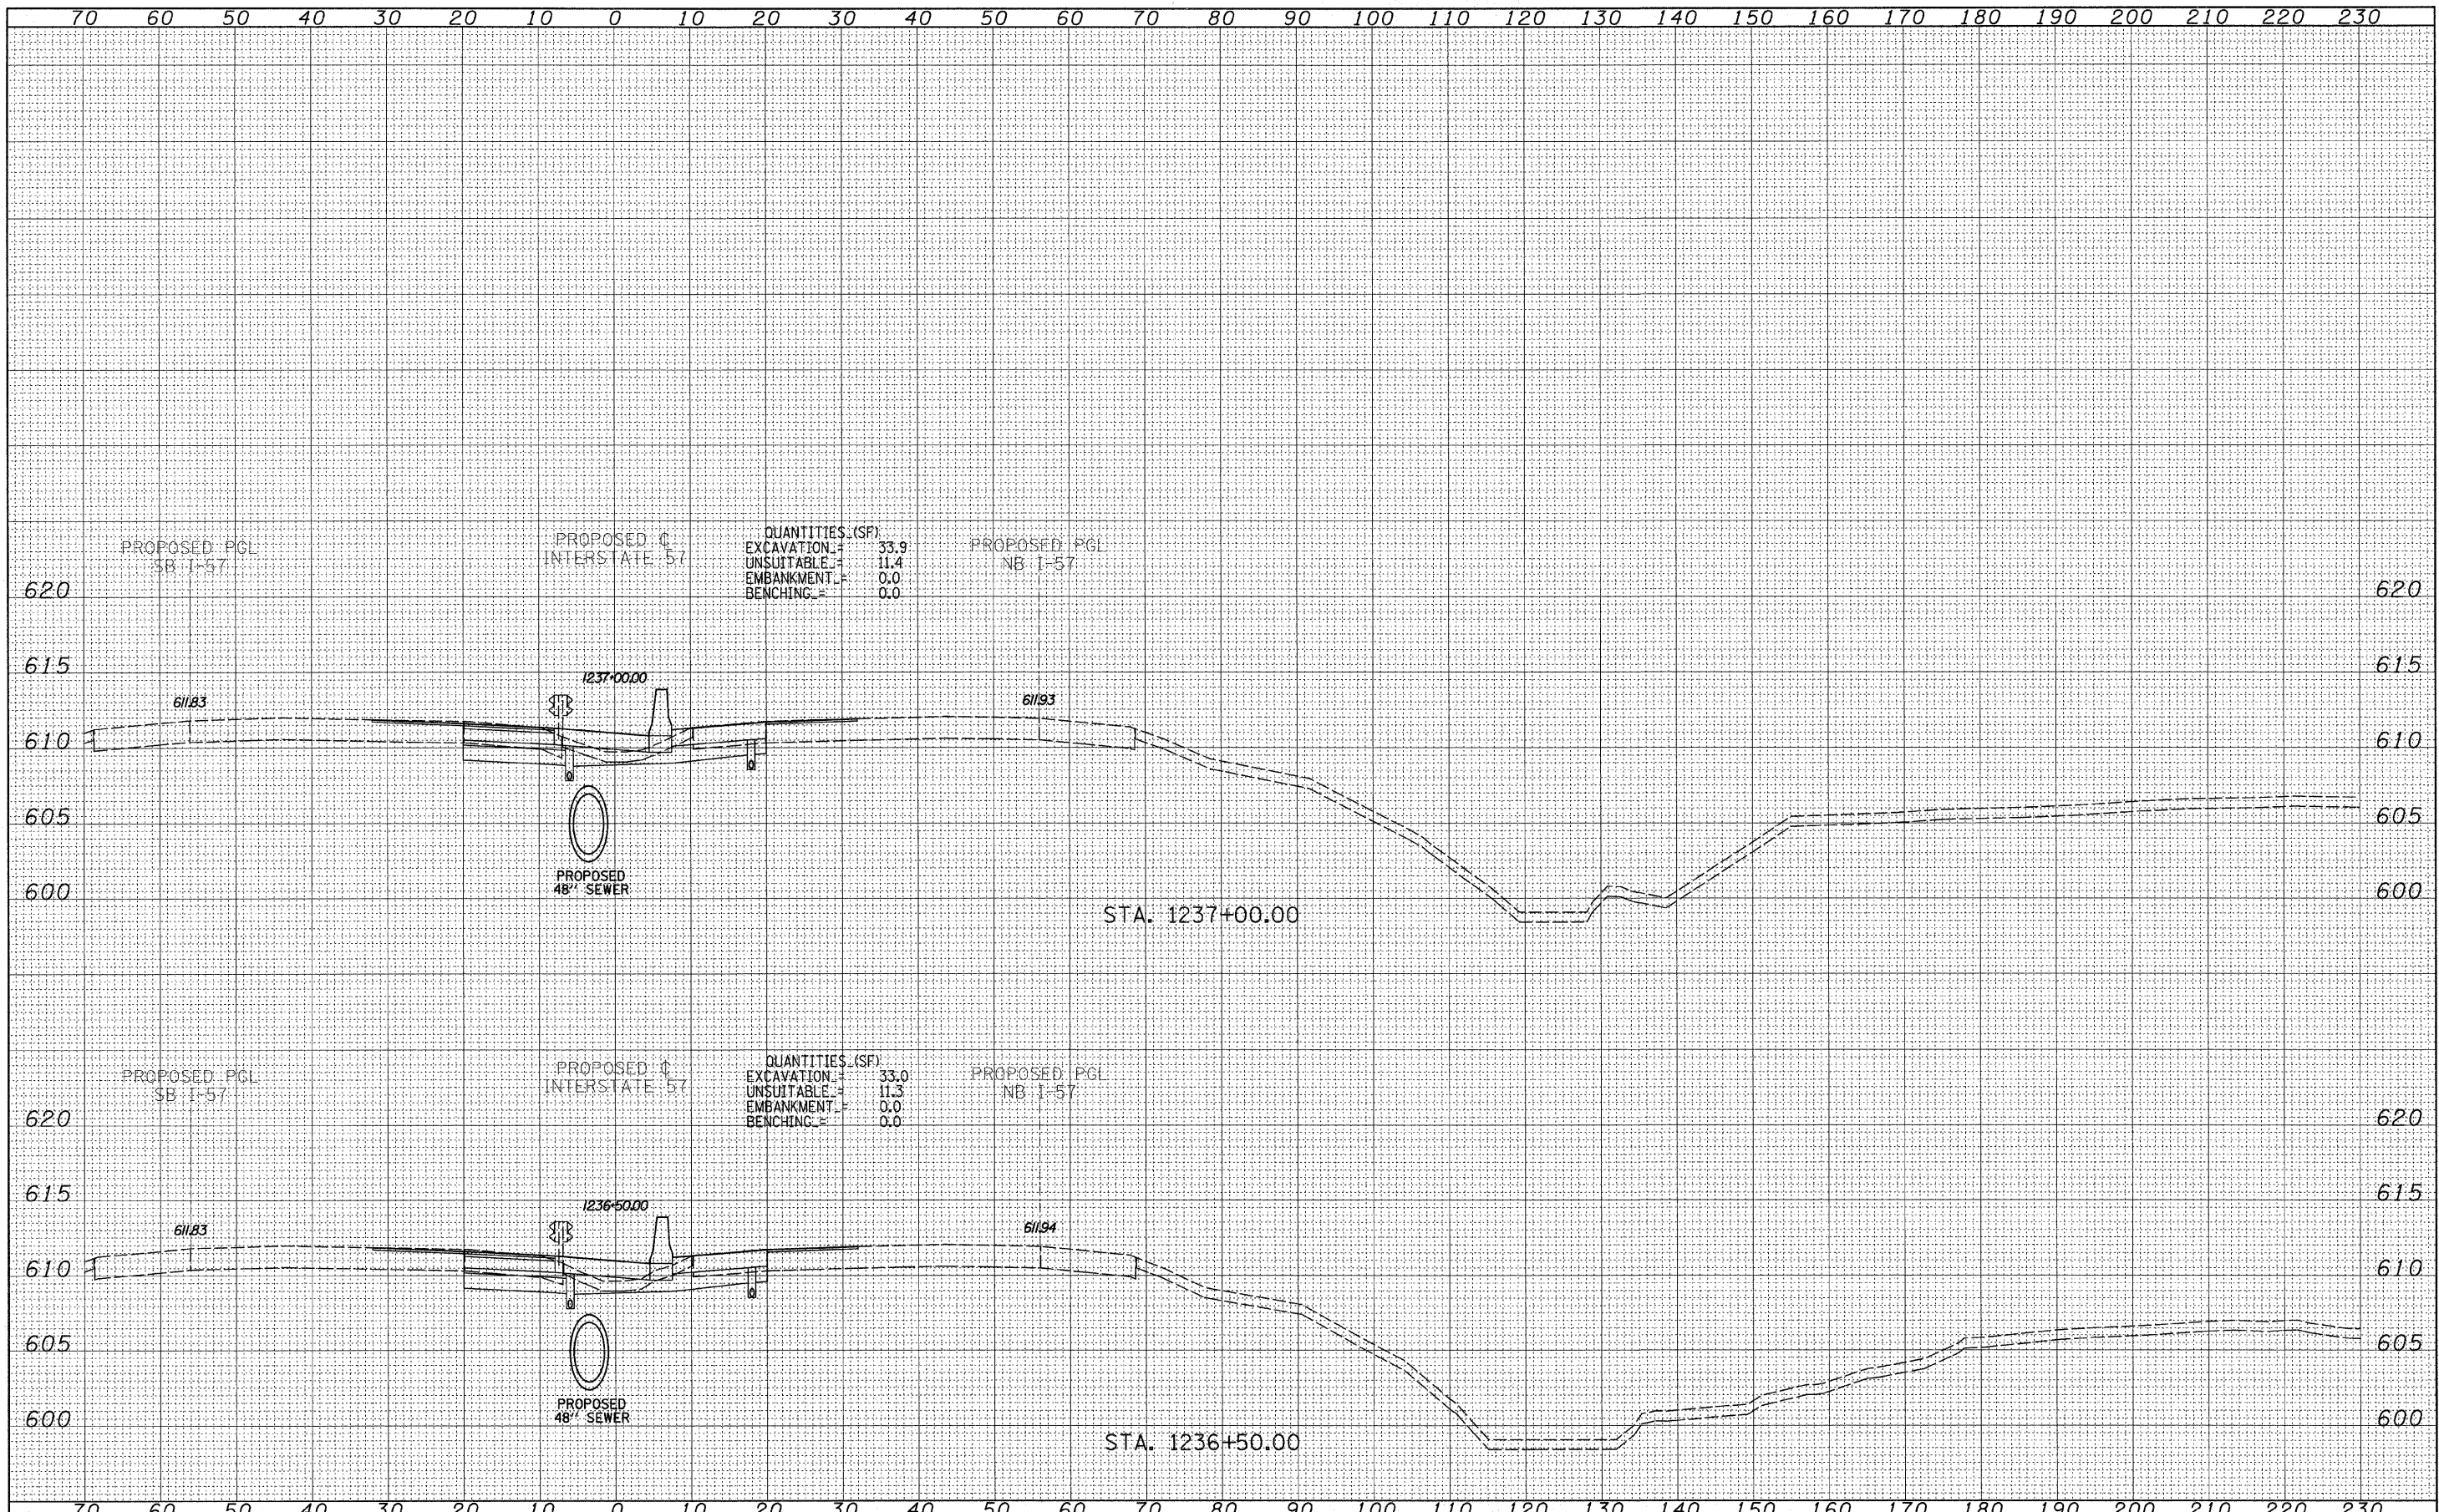 70 60 50 40 30 20 10 0 10 20 30 40 50 60 70 80 90 100 110 120 130 140 150 160 170 180 190 200 210 220 230
PROPOSED PGL
SB I-57
PROPOSED ℄
INTERSTATE 57
QUANTITIES (SF)
EXCAVATION = 33.9
UNSUITABLE = 11.4
EMBANKMENT = 0.0
BENCHING = 0.0
PROPOSED PGL
NB I-57
620 620
615 615
1237+00.00
611.83 611.93
610 610
605 605
PROPOSED
48" SEWER
600 600
STA. 1237+00.00
PROPOSED PGL
SB I-57
PROPOSED ℄
INTERSTATE 57
QUANTITIES (SF)
EXCAVATION = 33.0
UNSUITABLE = 11.3
EMBANKMENT = 0.0
BENCHING = 0.0
PROPOSED PGL
NB I-57
620 620
615 615
1236+50.00
611.83 611.94
610 610
605 605
PROPOSED
48" SEWER
600 600
STA. 1236+50.00
70 60 50 40 30 20 10 0 10 20 30 40 50 60 70 80 90 100 110 120 130 140 150 160 170 180 190 200 210 220 230